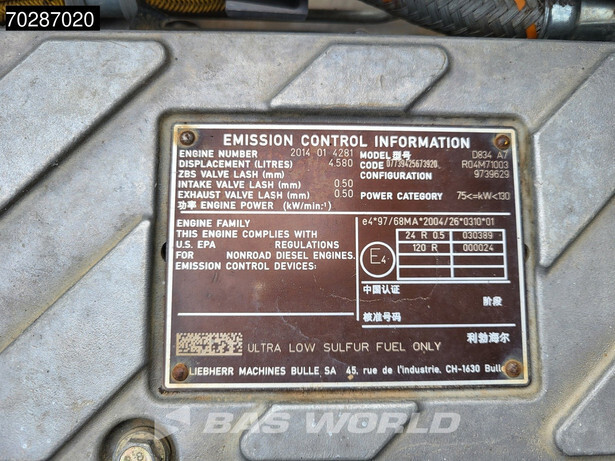 70287020
EMISSION CONTROL INFORMATION
ENGINE NUMBER 2014 01 4281 MODEL 型号 D834 A7
DISPLACEMENT (LITRES) 4.580 CODE 07739425673920 R04M71003
ZBS VALVE LASH (mm) CONFIGURATION 9739629
INTAKE VALVE LASH (mm) 0.50
EXHAUST VALVE LASH (mm) 0.50 POWER CATEGORY 75<=kW<130
功率 ENGINE POWER (kW/min⁻¹)
ENGINE FAMILY e4*97/68MA*2004/26*0310*01
THIS ENGINE COMPLIES WITH 24 R 0.5 030389
U.S. EPA REGULATIONS E4 120 R 000024
FOR NONROAD DIESEL ENGINES.
EMISSION CONTROL DEVICES:
中国认证
阶段
核准号码
ULTRA LOW SULFUR FUEL ONLY 利勃海尔
LIEBHERR MACHINES BULLE SA 45, rue de l'industrie, CH-1630 Bulle
BAS WORLD